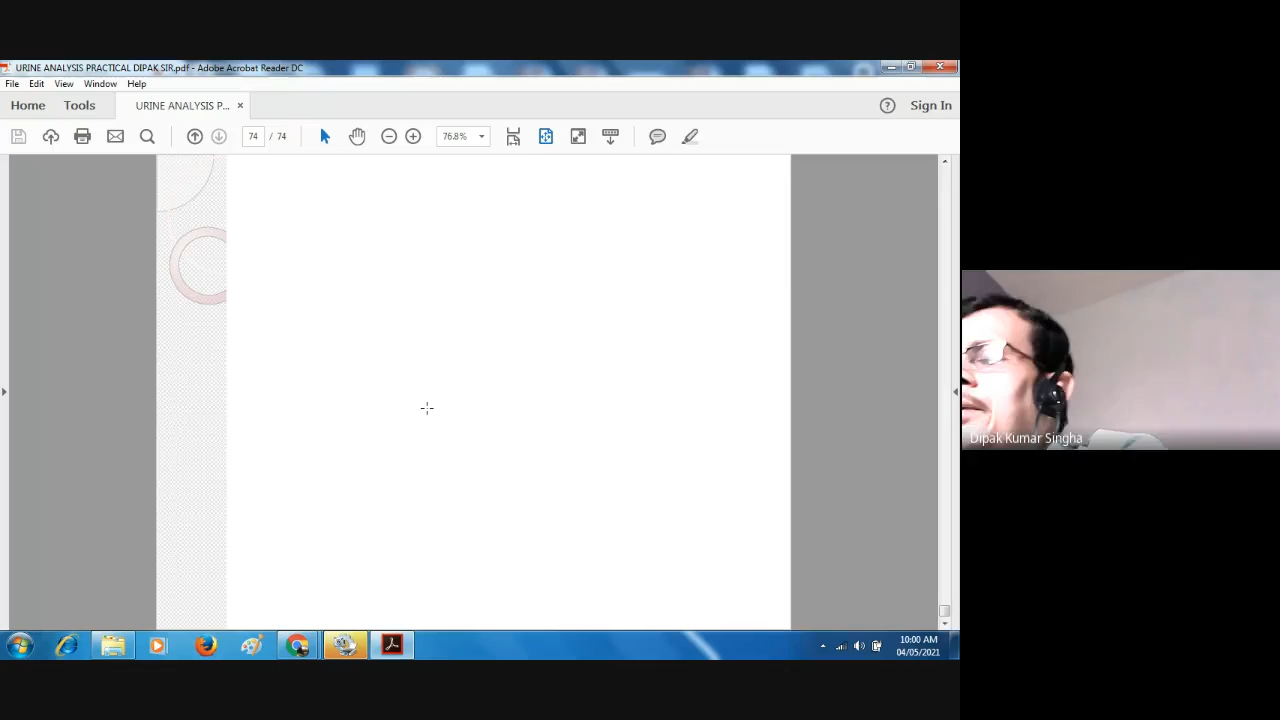 URINE ANALYSIS PRACTICAL DIPAK SIR.pdf - Adobe Acrobat Reader DC
File Edit View Window Help
Home Tools URINE ANALYSIS P... × ? Sign In
74 / 74 76.8%
Dipak Kumar Singha
10:00 AM
04/05/2021